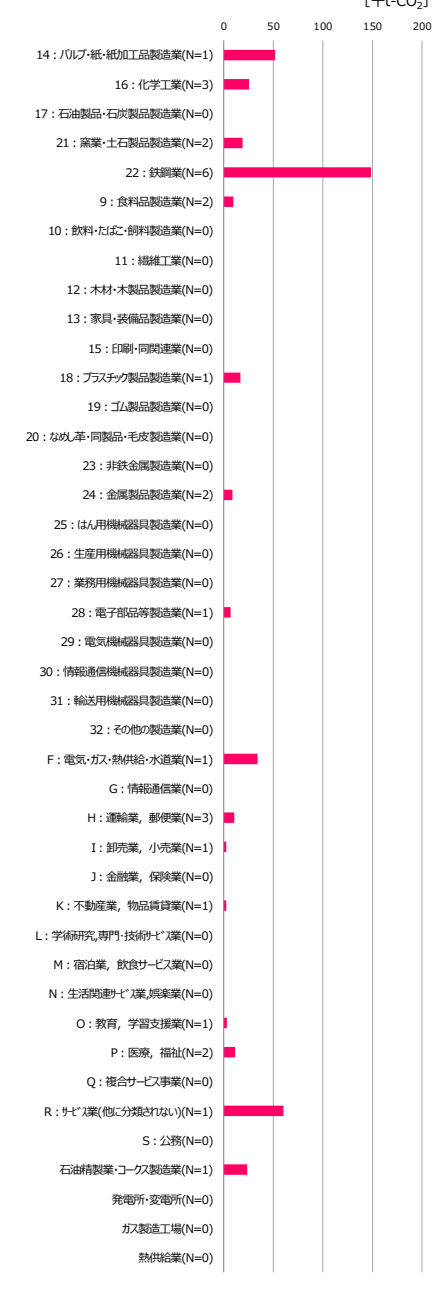 [千t-CO2]
0 50 100 150 200
14：パルプ・紙・紙加工品製造業(N=1)
16：化学工業(N=3)
17：石油製品・石炭製品製造業(N=0)
21：窯業・土石製品製造業(N=2)
22：鉄鋼業(N=6)
9：食料品製造業(N=2)
10：飲料・たばこ・飼料製造業(N=0)
11：繊維工業(N=0)
12：木材・木製品製造業(N=0)
13：家具・装備品製造業(N=0)
15：印刷・同関連業(N=0)
18：プラスチック製品製造業(N=1)
19：ゴム製品製造業(N=0)
20：なめし革・同製品・毛皮製造業(N=0)
23：非鉄金属製造業(N=0)
24：金属製品製造業(N=2)
25：はん用機械器具製造業(N=0)
26：生産用機械器具製造業(N=0)
27：業務用機械器具製造業(N=0)
28：電子部品等製造業(N=1)
29：電気機械器具製造業(N=0)
30：情報通信機械器具製造業(N=0)
31：輸送用機械器具製造業(N=0)
32：その他の製造業(N=0)
F：電気・ガス・熱供給・水道業(N=1)
G：情報通信業(N=0)
H：運輸業，郵便業(N=3)
I：卸売業，小売業(N=1)
J：金融業，保険業(N=0)
K：不動産業，物品賃貸業(N=1)
L：学術研究,専門・技術ｻｰﾋﾞｽ業(N=0)
M：宿泊業，飲食サービス業(N=0)
N：生活関連ｻｰﾋﾞｽ業,娯楽業(N=0)
O：教育，学習支援業(N=1)
P：医療，福祉(N=2)
Q：複合サービス事業(N=0)
R：ｻｰﾋﾞｽ業(他に分類されない)(N=1)
S：公務(N=0)
石油精製業・コークス製造業(N=1)
発電所・変電所(N=0)
ガス製造工場(N=0)
熱供給業(N=0)